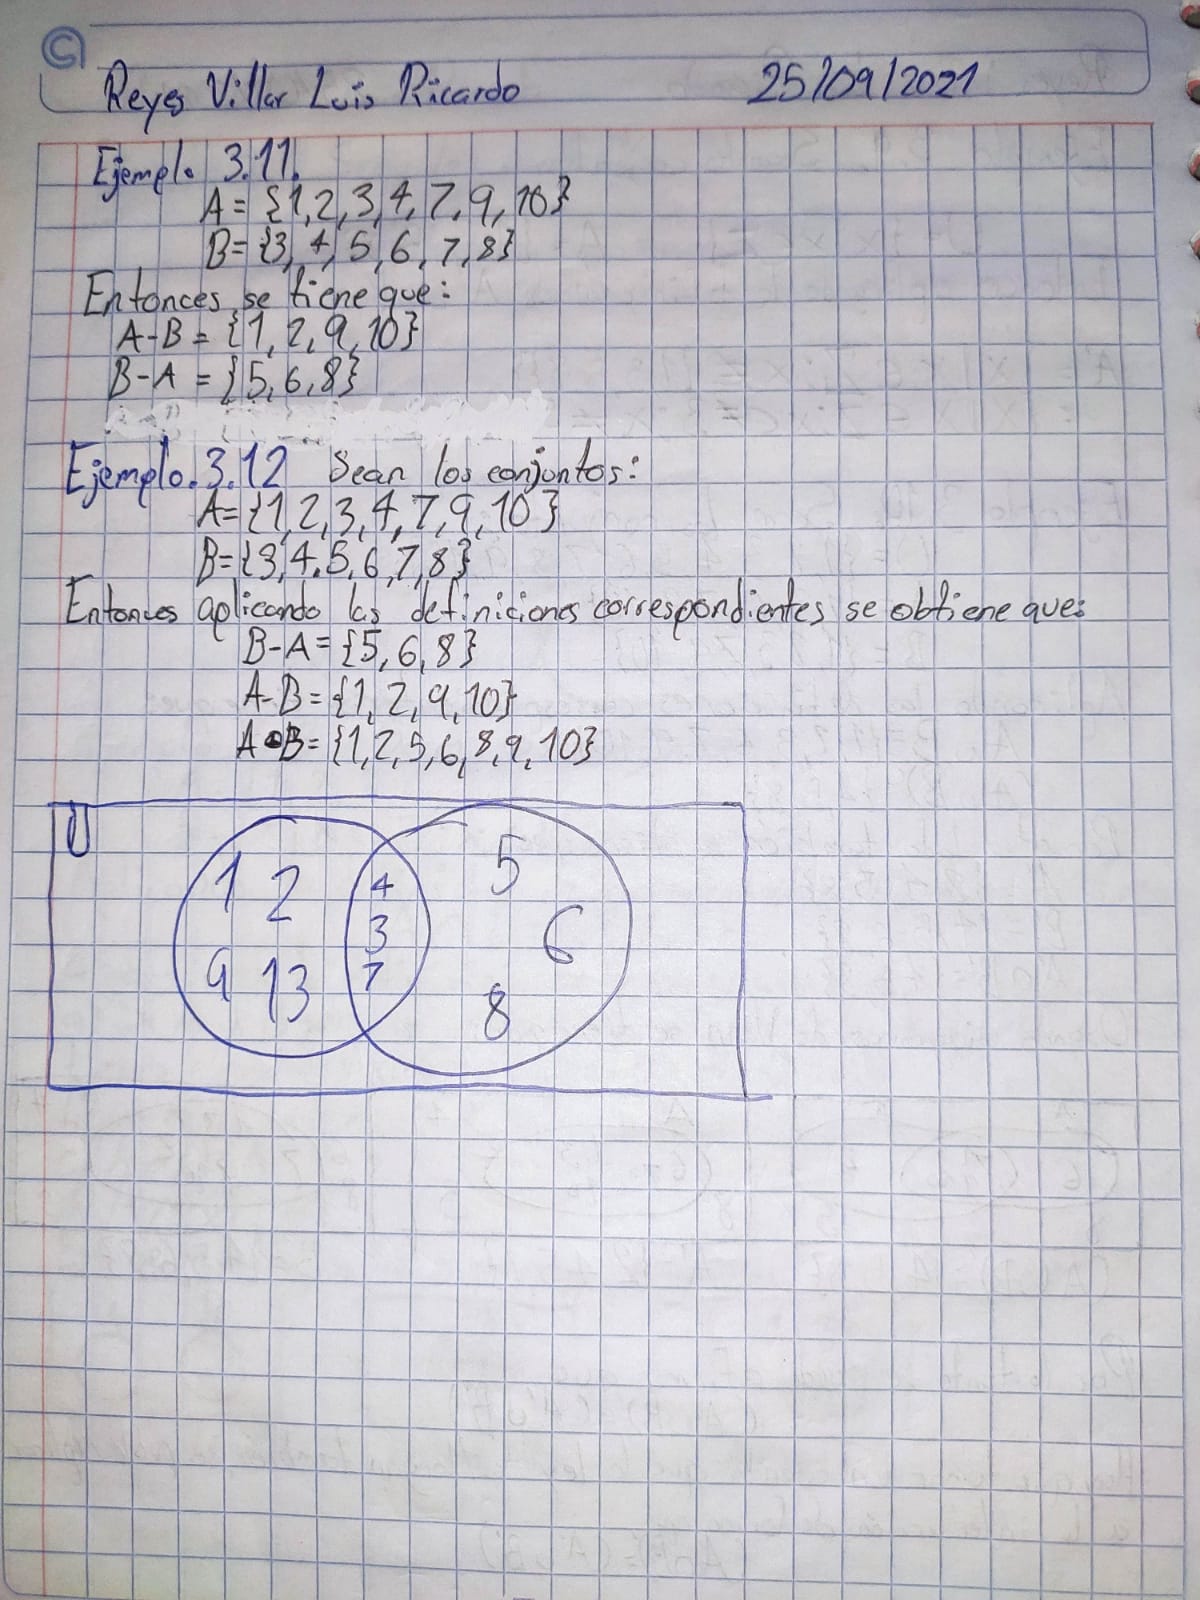 Reyes Villar Luis Ricardo 25/09/2021
Ejemplo 3.11.
A= {1,2,3,4,7,9,10}
B= {3,4,5,6,7,8}
Entonces se tiene que:
A-B = {1,2,9,10}
B-A = {5,6,8}
Ejemplo.3.12 Sean los conjuntos:
A={1,2,3,4,7,9,10}
B={3,4,5,6,7,8}
Entonces aplicando las definiciones correspondientes se obtiene que:
B-A={5,6,8}
A-B={1,2,9,10}
A•B={1,2,5,6,8,9,10}
U
1 2 4 5
3 6
9 13 7 8